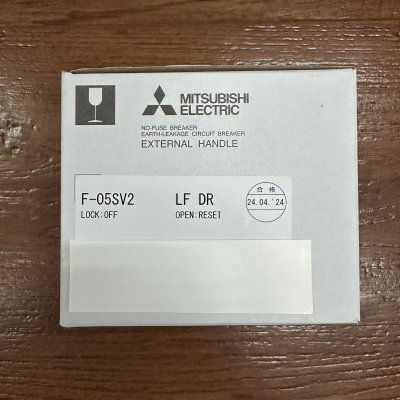 MITSUBISHI
ELECTRIC
NO-FUSE BREAKER
EARTH-LEAKAGE CIRCUIT BREAKER
EXTERNAL HANDLE
F-05SV2 LF DR
LOCK:OFF OPEN:RESET
合格
24.04.'24